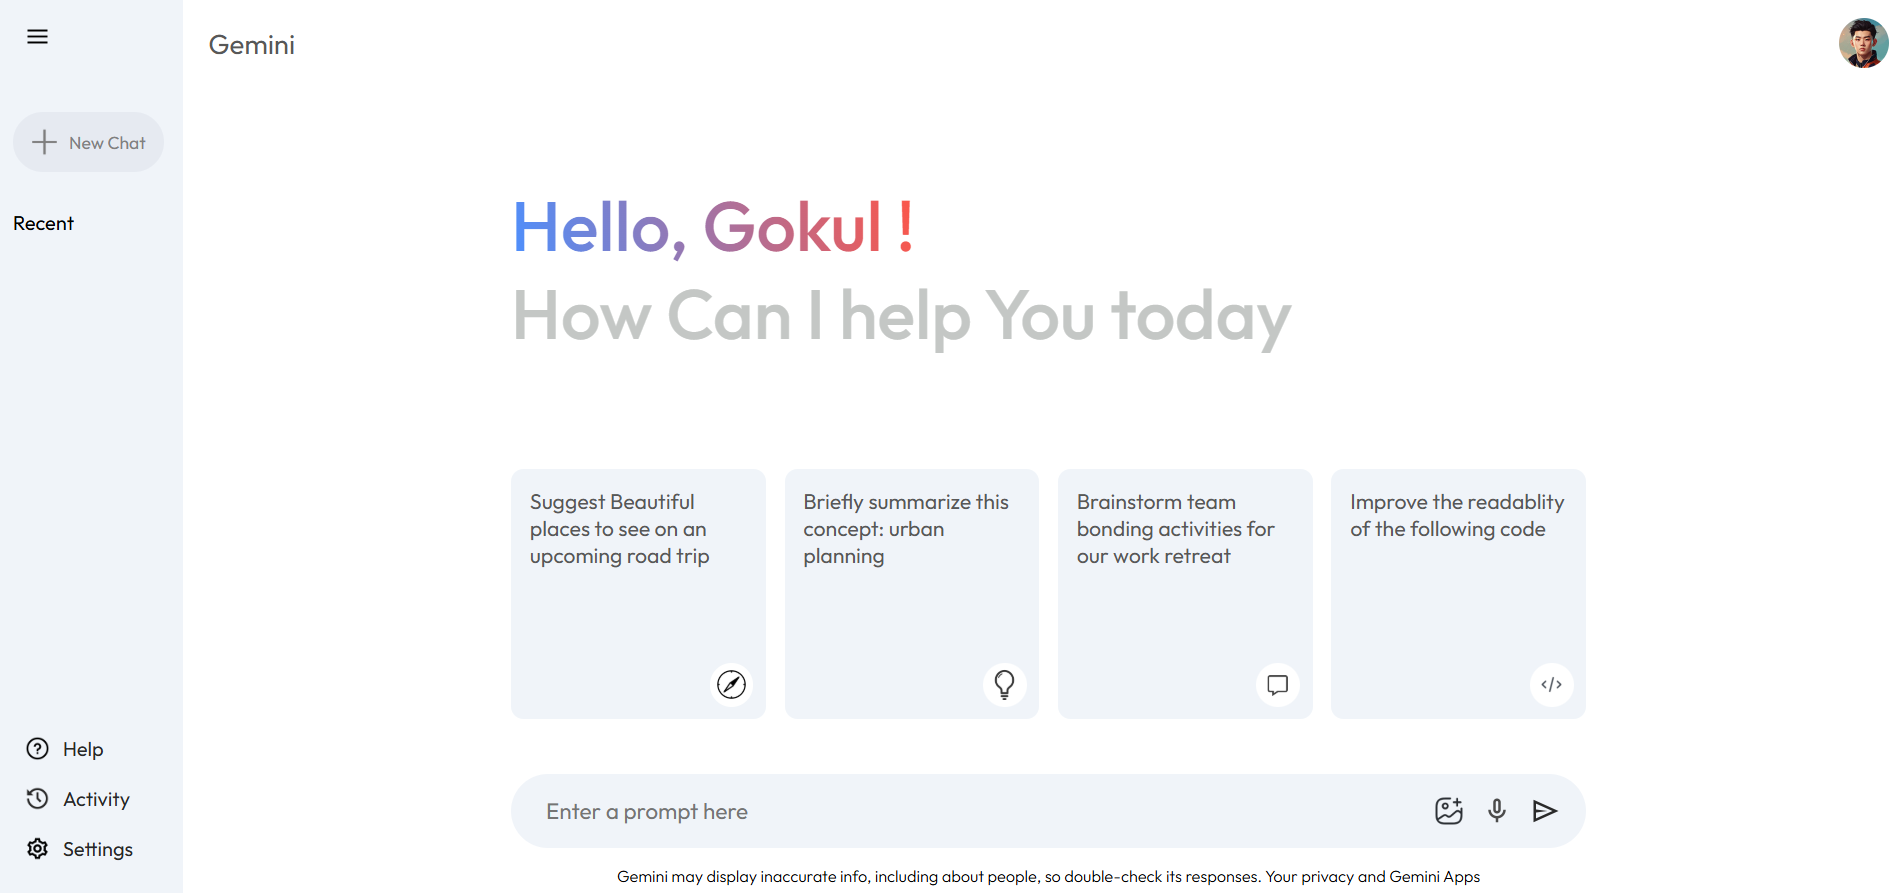 Gemini
New Chat
Recent
Hello, Gokul !
How Can I help You today
Suggest Beautiful
places to see on an
upcoming road trip
Briefly summarize this
concept: urban
planning
Brainstorm team
bonding activities for
our work retreat
Improve the readablity
of the following code
Help
Activity
Settings
Enter a prompt here
Gemini may display inaccurate info, including about people, so double-check its responses. Your privacy and Gemini Apps